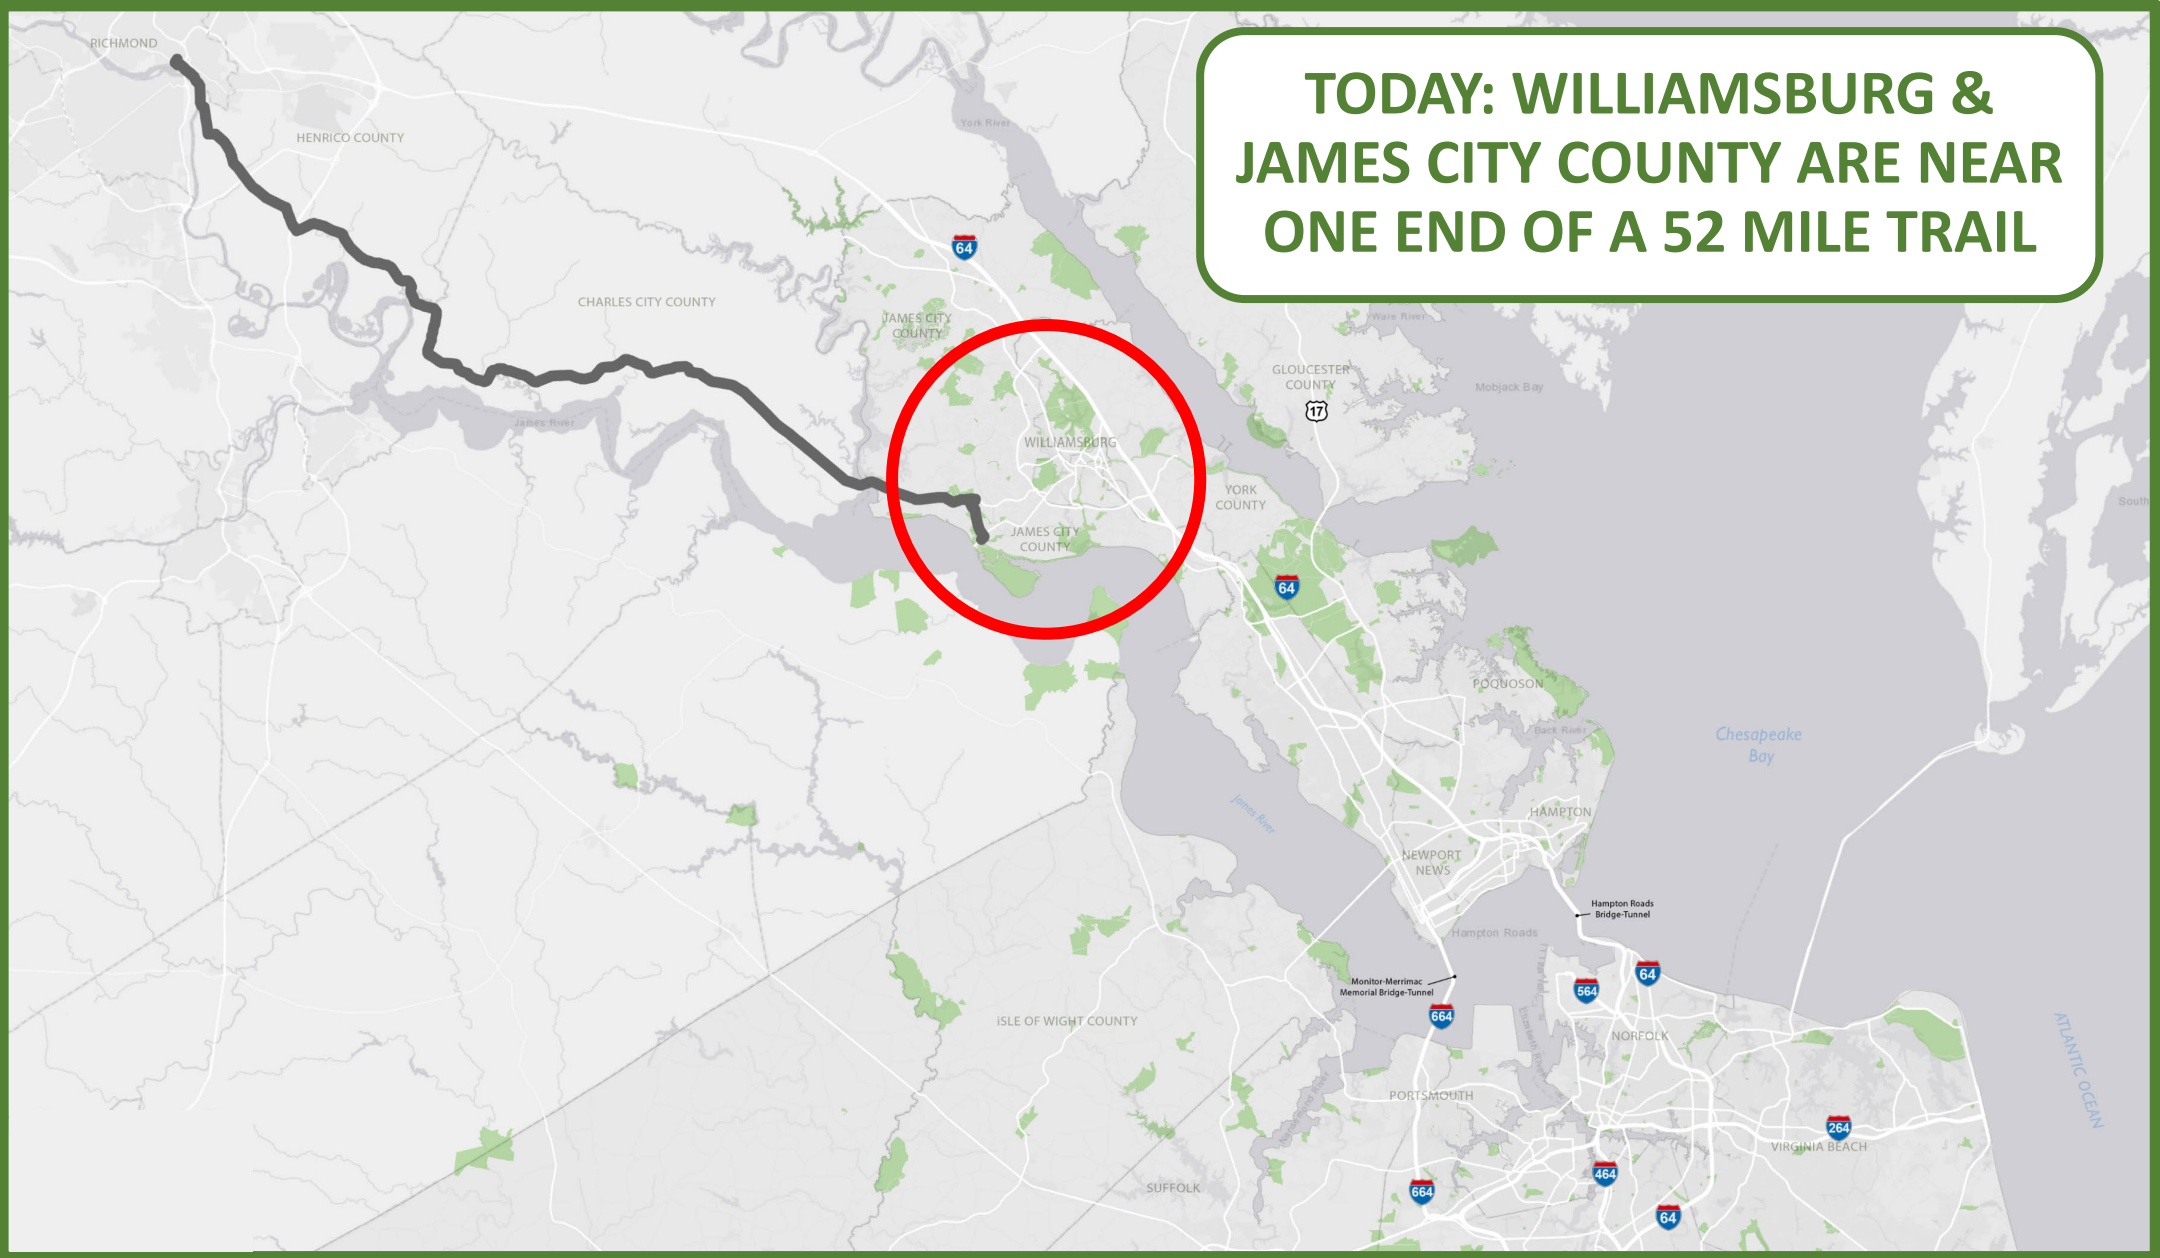 TODAY: WILLIAMSBURG &
JAMES CITY COUNTY ARE NEAR
ONE END OF A 52 MILE TRAIL
RICHMOND
HENRICO COUNTY
York River
64
CHARLES CITY COUNTY
JAMES CITY
COUNTY
Ware River
GLOUCESTER
COUNTY
17
Mobjack Bay
James River
WILLIAMSBURG
YORK
COUNTY
South
JAMES CITY
COUNTY
64
POQUOSON
Back River
Chesapeake
Bay
James River
HAMPTON
NEWPORT
NEWS
Hampton Roads
Bridge-Tunnel
Hampton Roads
Monitor-Merrimac
Memorial Bridge-Tunnel
664
564
64
ISLE OF WIGHT COUNTY
NORFOLK
ATLANTIC OCEAN
Elizabeth River
PORTSMOUTH
Nansemond River
264
VIRGINIA BEACH
464
SUFFOLK
664
64